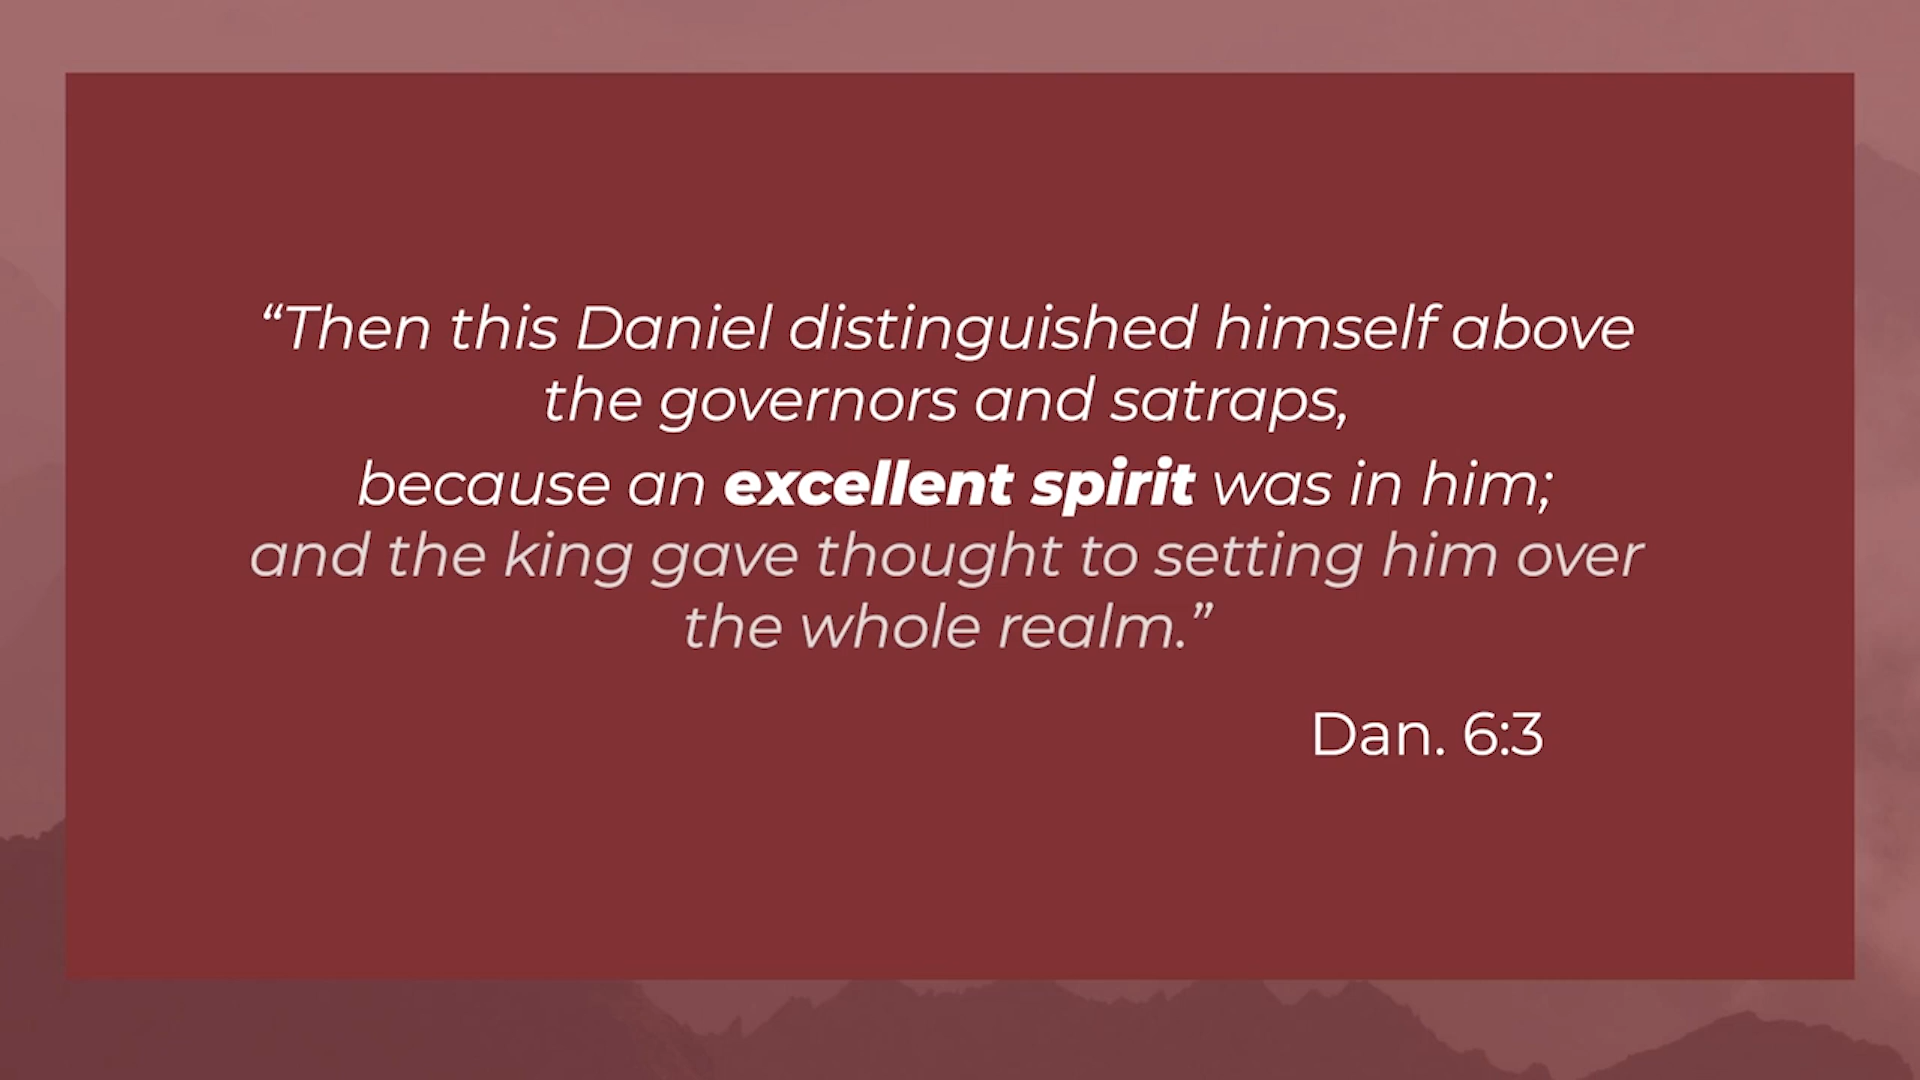 “Then this Daniel distinguished himself above
the governors and satraps,
because an excellent spirit was in him;
and the king gave thought to setting him over
the whole realm.”
Dan. 6:3